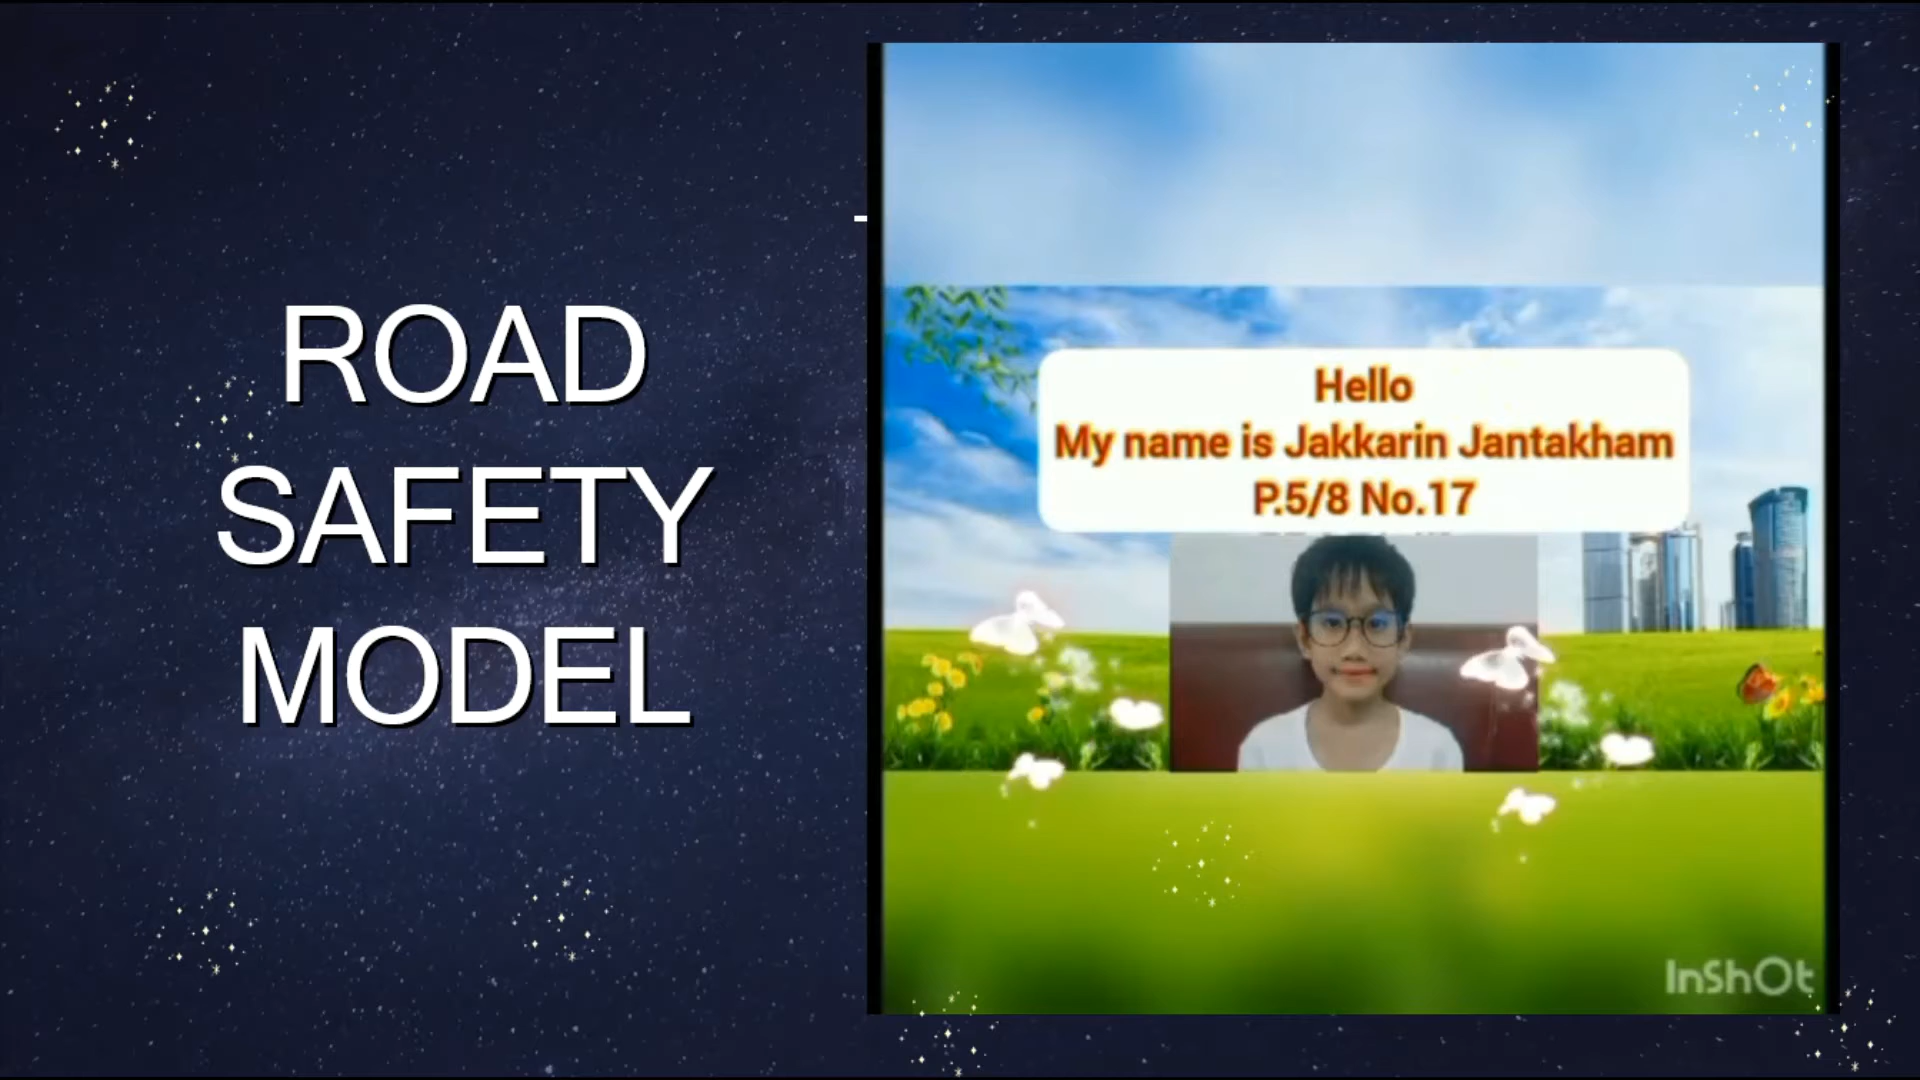 ROAD
SAFETY
MODEL
Hello
My name is Jakkarin Jantakham
P.5/8 No.17
InShOt